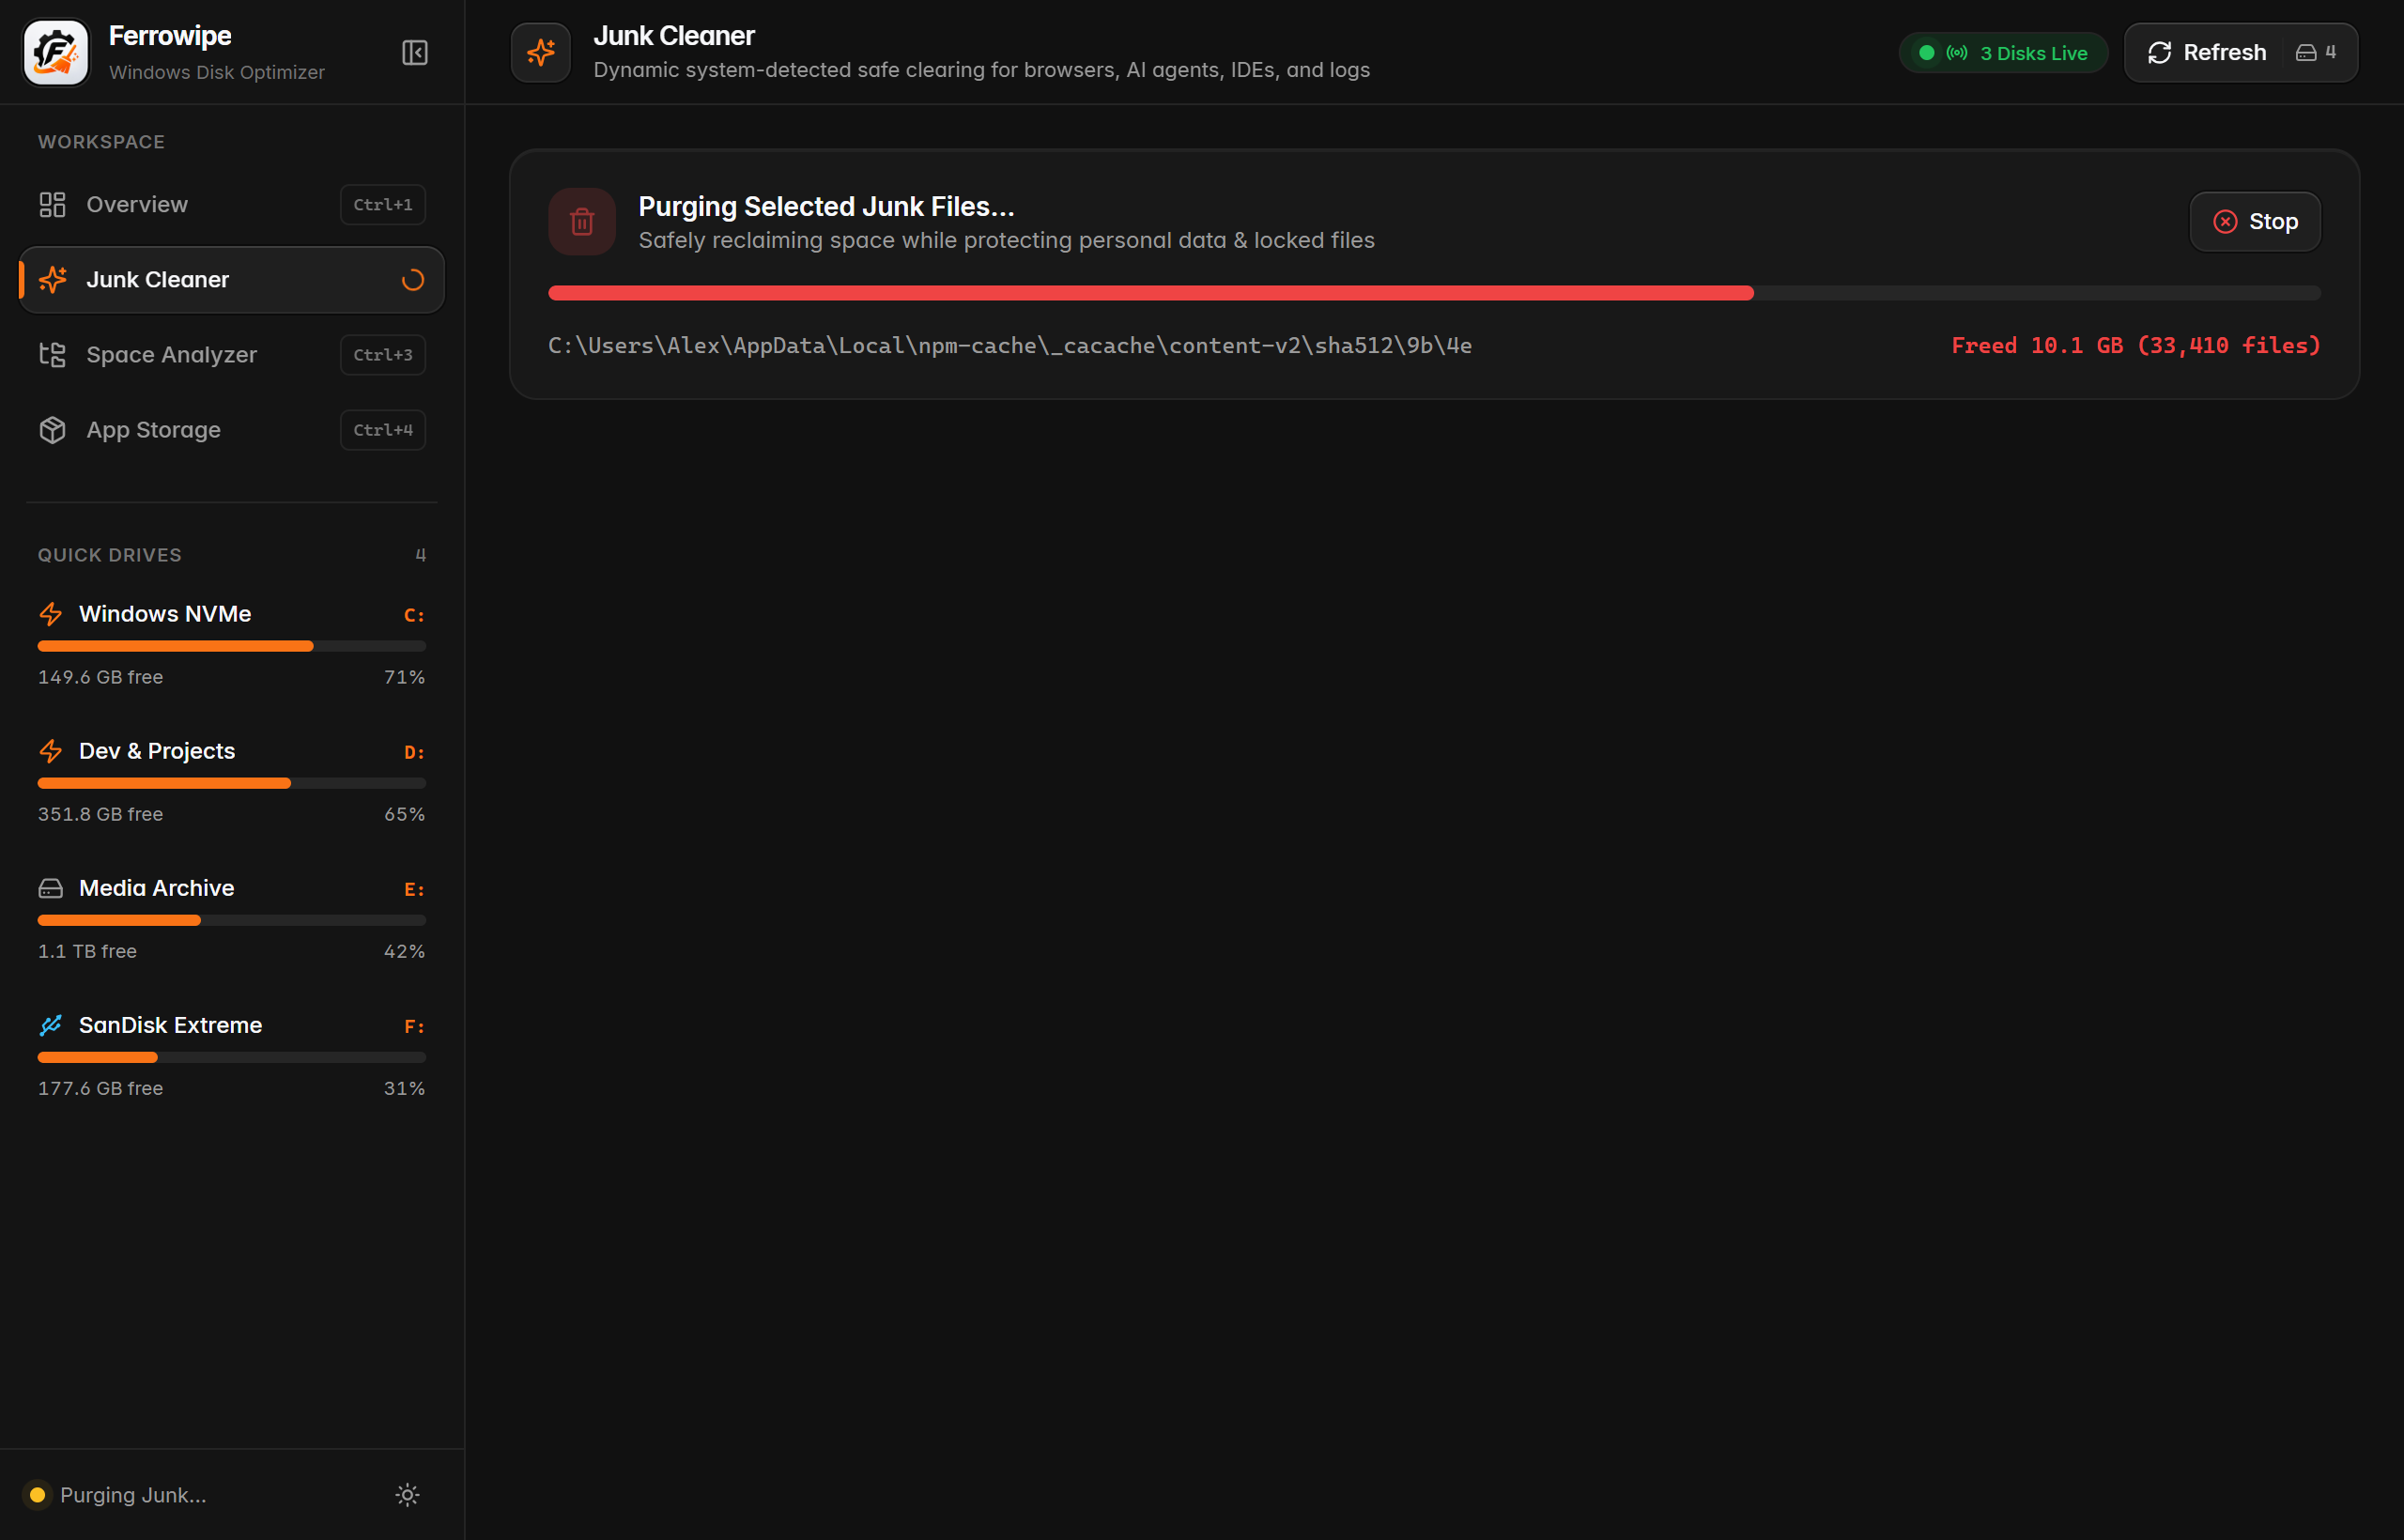 Ferrowipe
Windows Disk Optimizer
WORKSPACE
Overview Ctrl+1
Junk Cleaner
Space Analyzer Ctrl+3
App Storage Ctrl+4
QUICK DRIVES 4
Windows NVMe C:
149.6 GB free 71%
Dev & Projects D:
351.8 GB free 65%
Media Archive E:
1.1 TB free 42%
SanDisk Extreme F:
177.6 GB free 31%
Purging Junk...
Junk Cleaner
Dynamic system-detected safe clearing for browsers, AI agents, IDEs, and logs
3 Disks Live
Refresh 4
Purging Selected Junk Files...
Safely reclaiming space while protecting personal data & locked files
Stop
C:\Users\Alex\AppData\Local\npm-cache\_cacache\content-v2\sha512\9b\4e
Freed 10.1 GB (33,410 files)